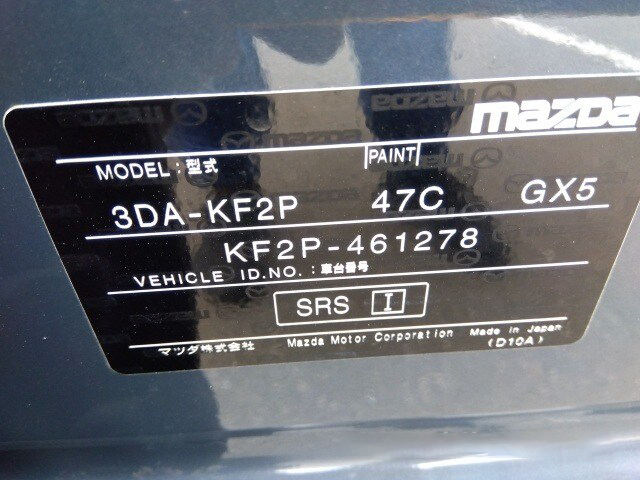 mazda
MODEL:型式 PAINT
3DA-KF2P 47C GX5
KF2P-461278
VEHICLE ID.NO.:車台番号
SRS I
マツダ株式会社 Mazda Motor Corporation Made in Japan
(D10A)